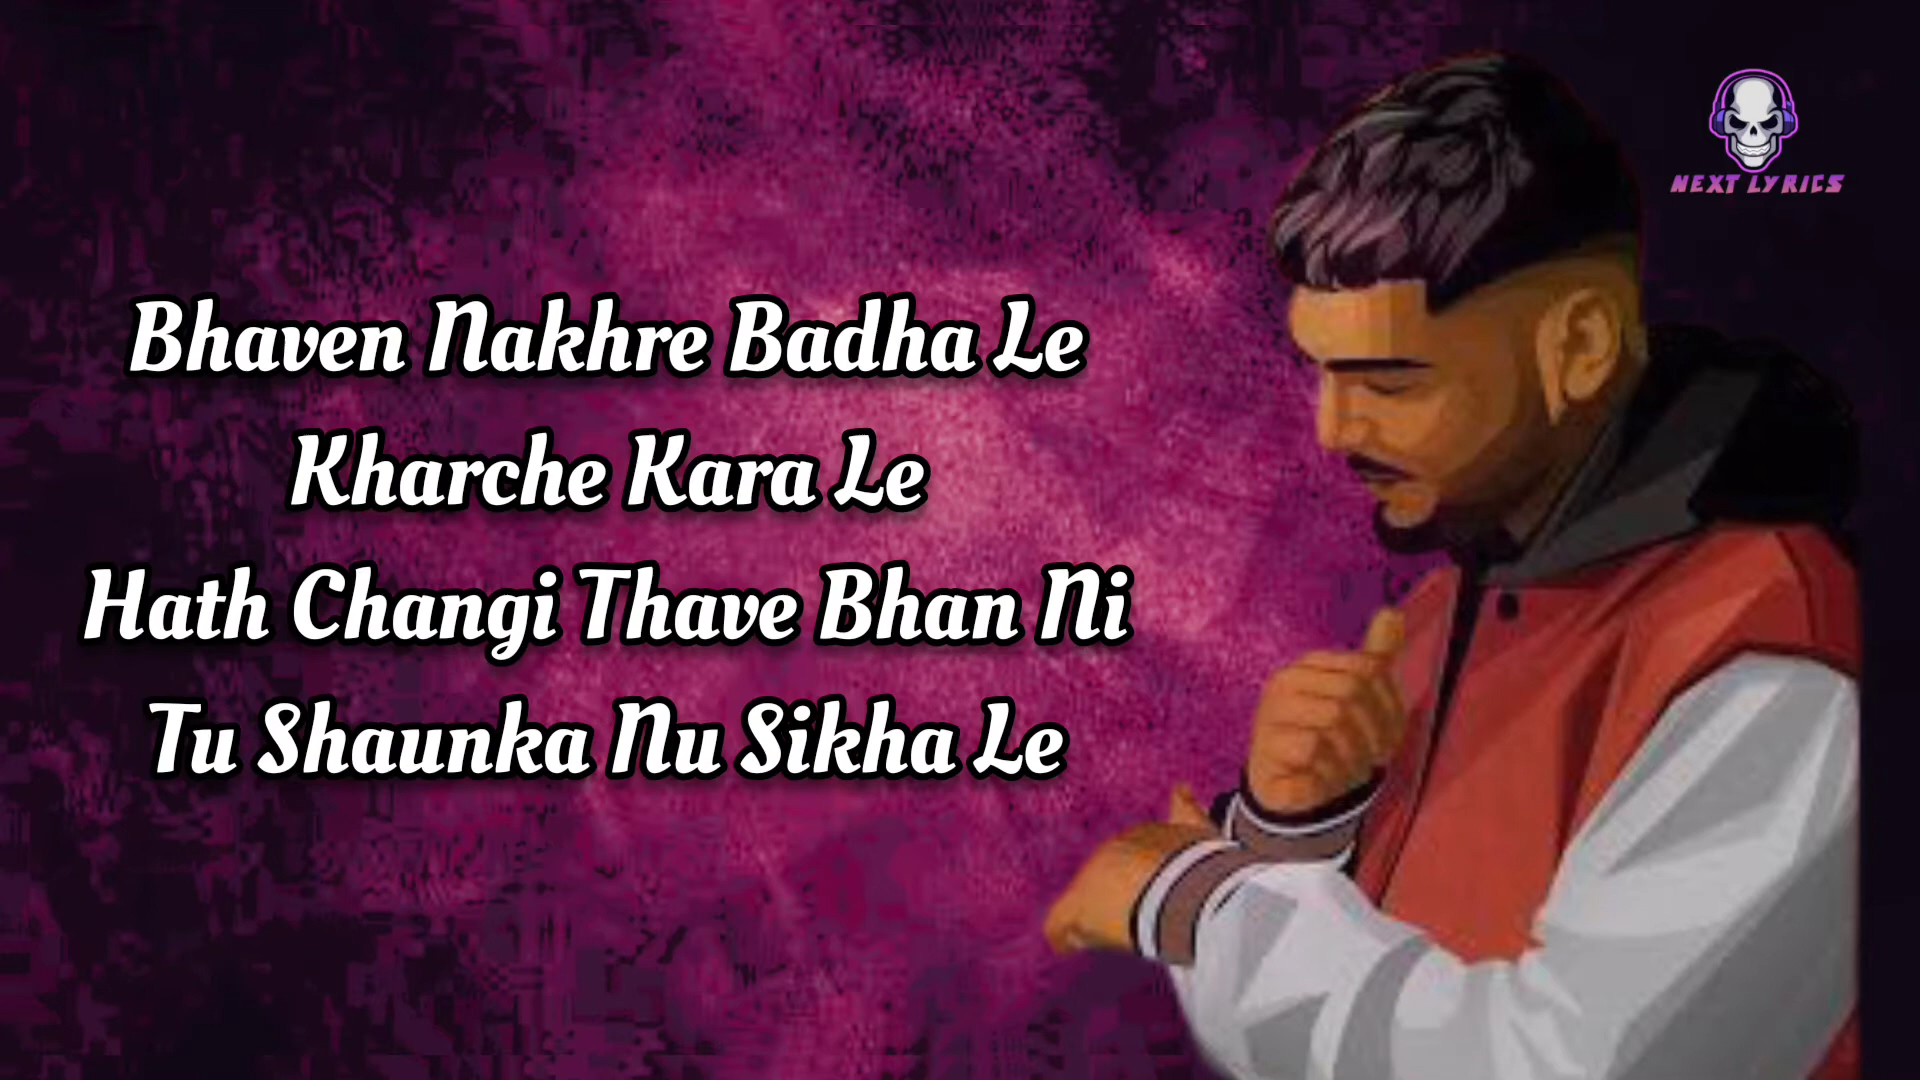 NEXT LYRICS
Bhaven Nakhre Badha Le
Kharche Kara Le
Hath Changi Thave Bhan Ni
Tu Shaunka Nu Sikha Le